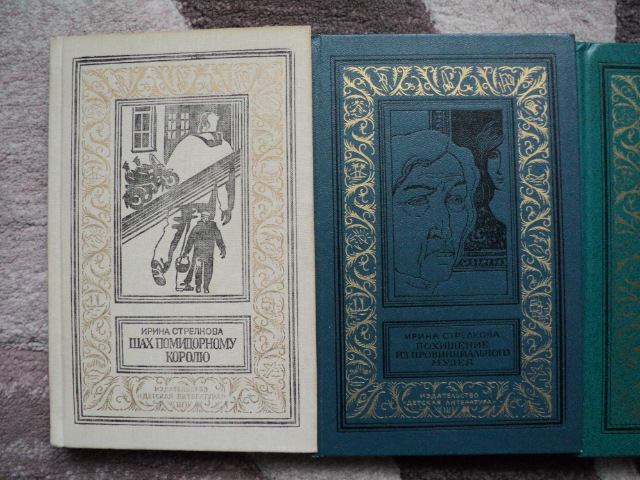 ИРИНА СТРЕЛКОВА
ШАХ ПОМИДОРНОМУ
КОРОЛЮ
ИЗДАТЕЛЬСТВО
«ДЕТСКАЯ ЛИТЕРАТУРА»
ИРИНА СТРЕЛКОВА
ПОХИЩЕНИЕ
ИЗ ПРОВИНЦИАЛЬНОГО
МУЗЕЯ
ИЗДАТЕЛЬСТВО
«ДЕТСКАЯ ЛИТЕРАТУРА»